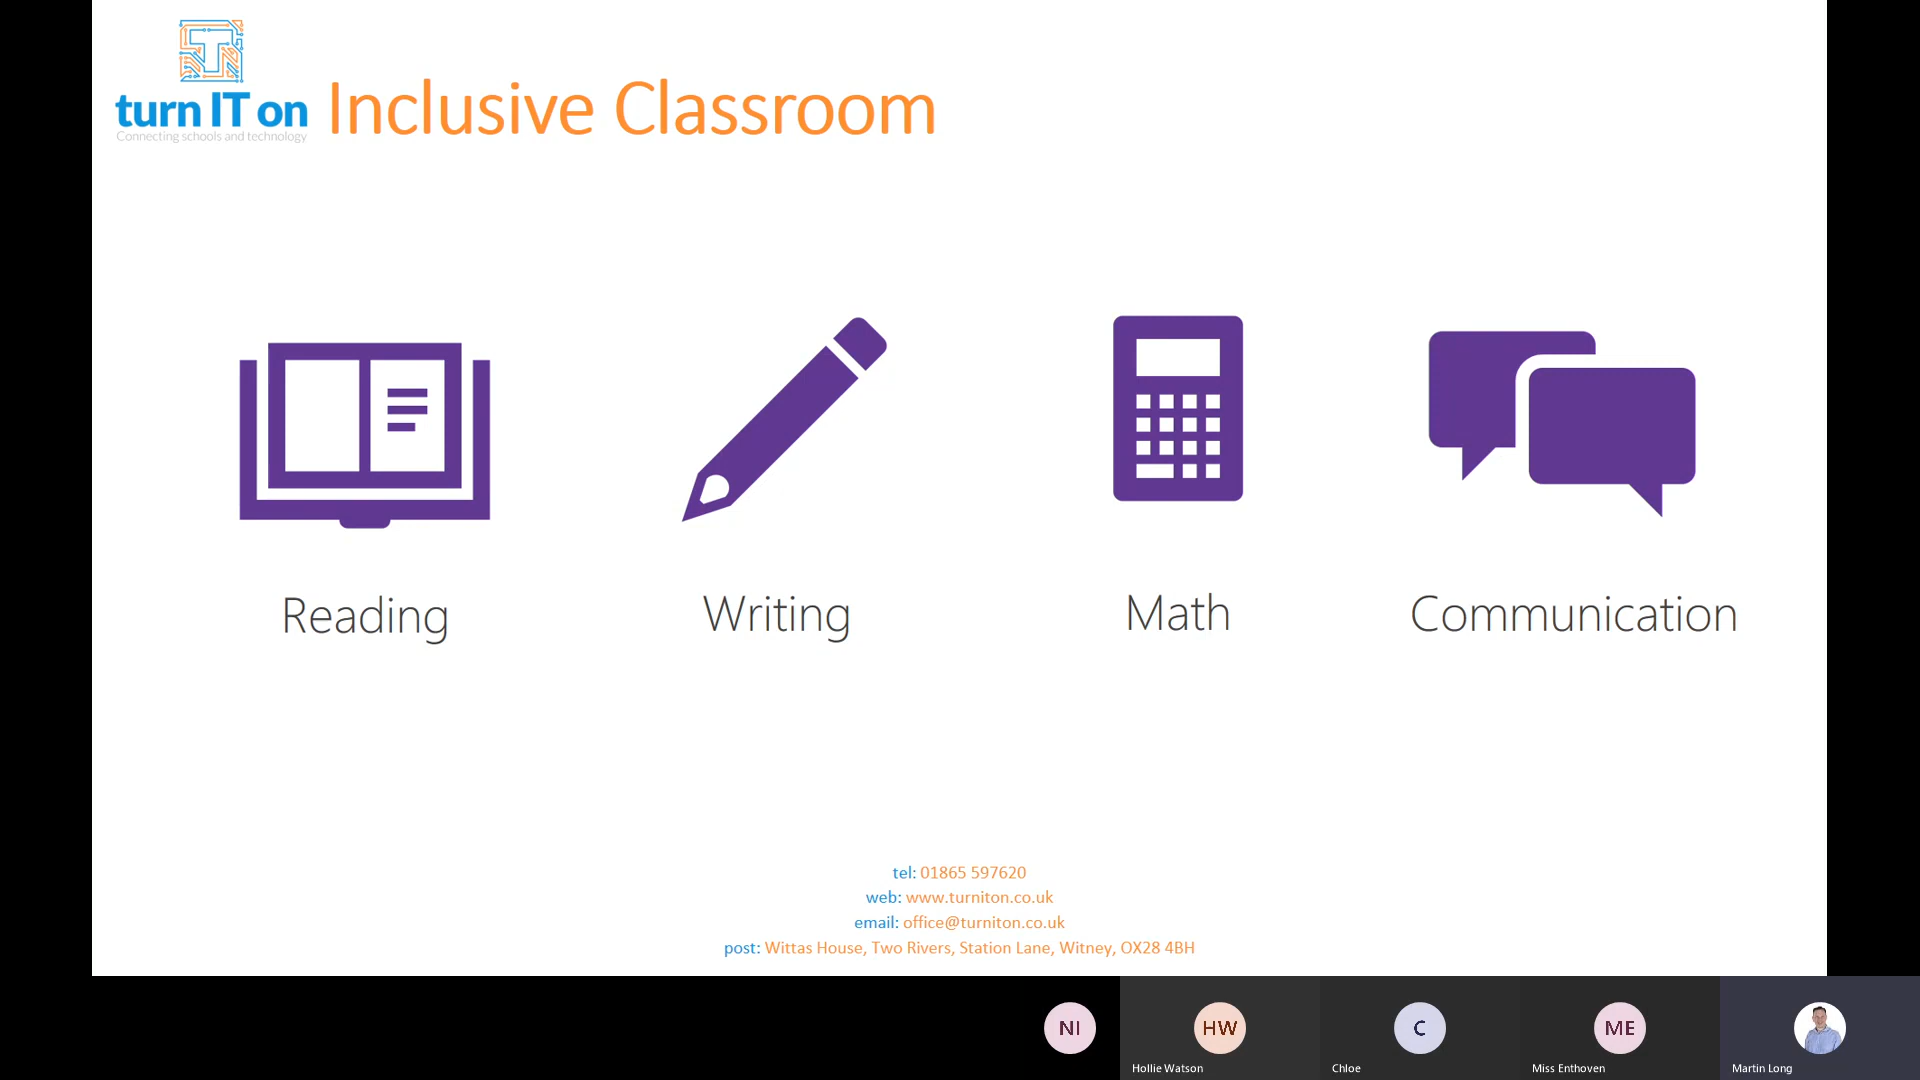 turn IT on
Connecting schools and technology
Inclusive Classroom
Reading
Writing
Math
Communication
tel: 01865 597620
web: www.turniton.co.uk
email: office@turniton.co.uk
post: Wittas House, Two Rivers, Station Lane, Witney, OX28 4BH
NI
HW
C
ME
Hollie Watson
Chloe
Miss Enthoven
Martin Long